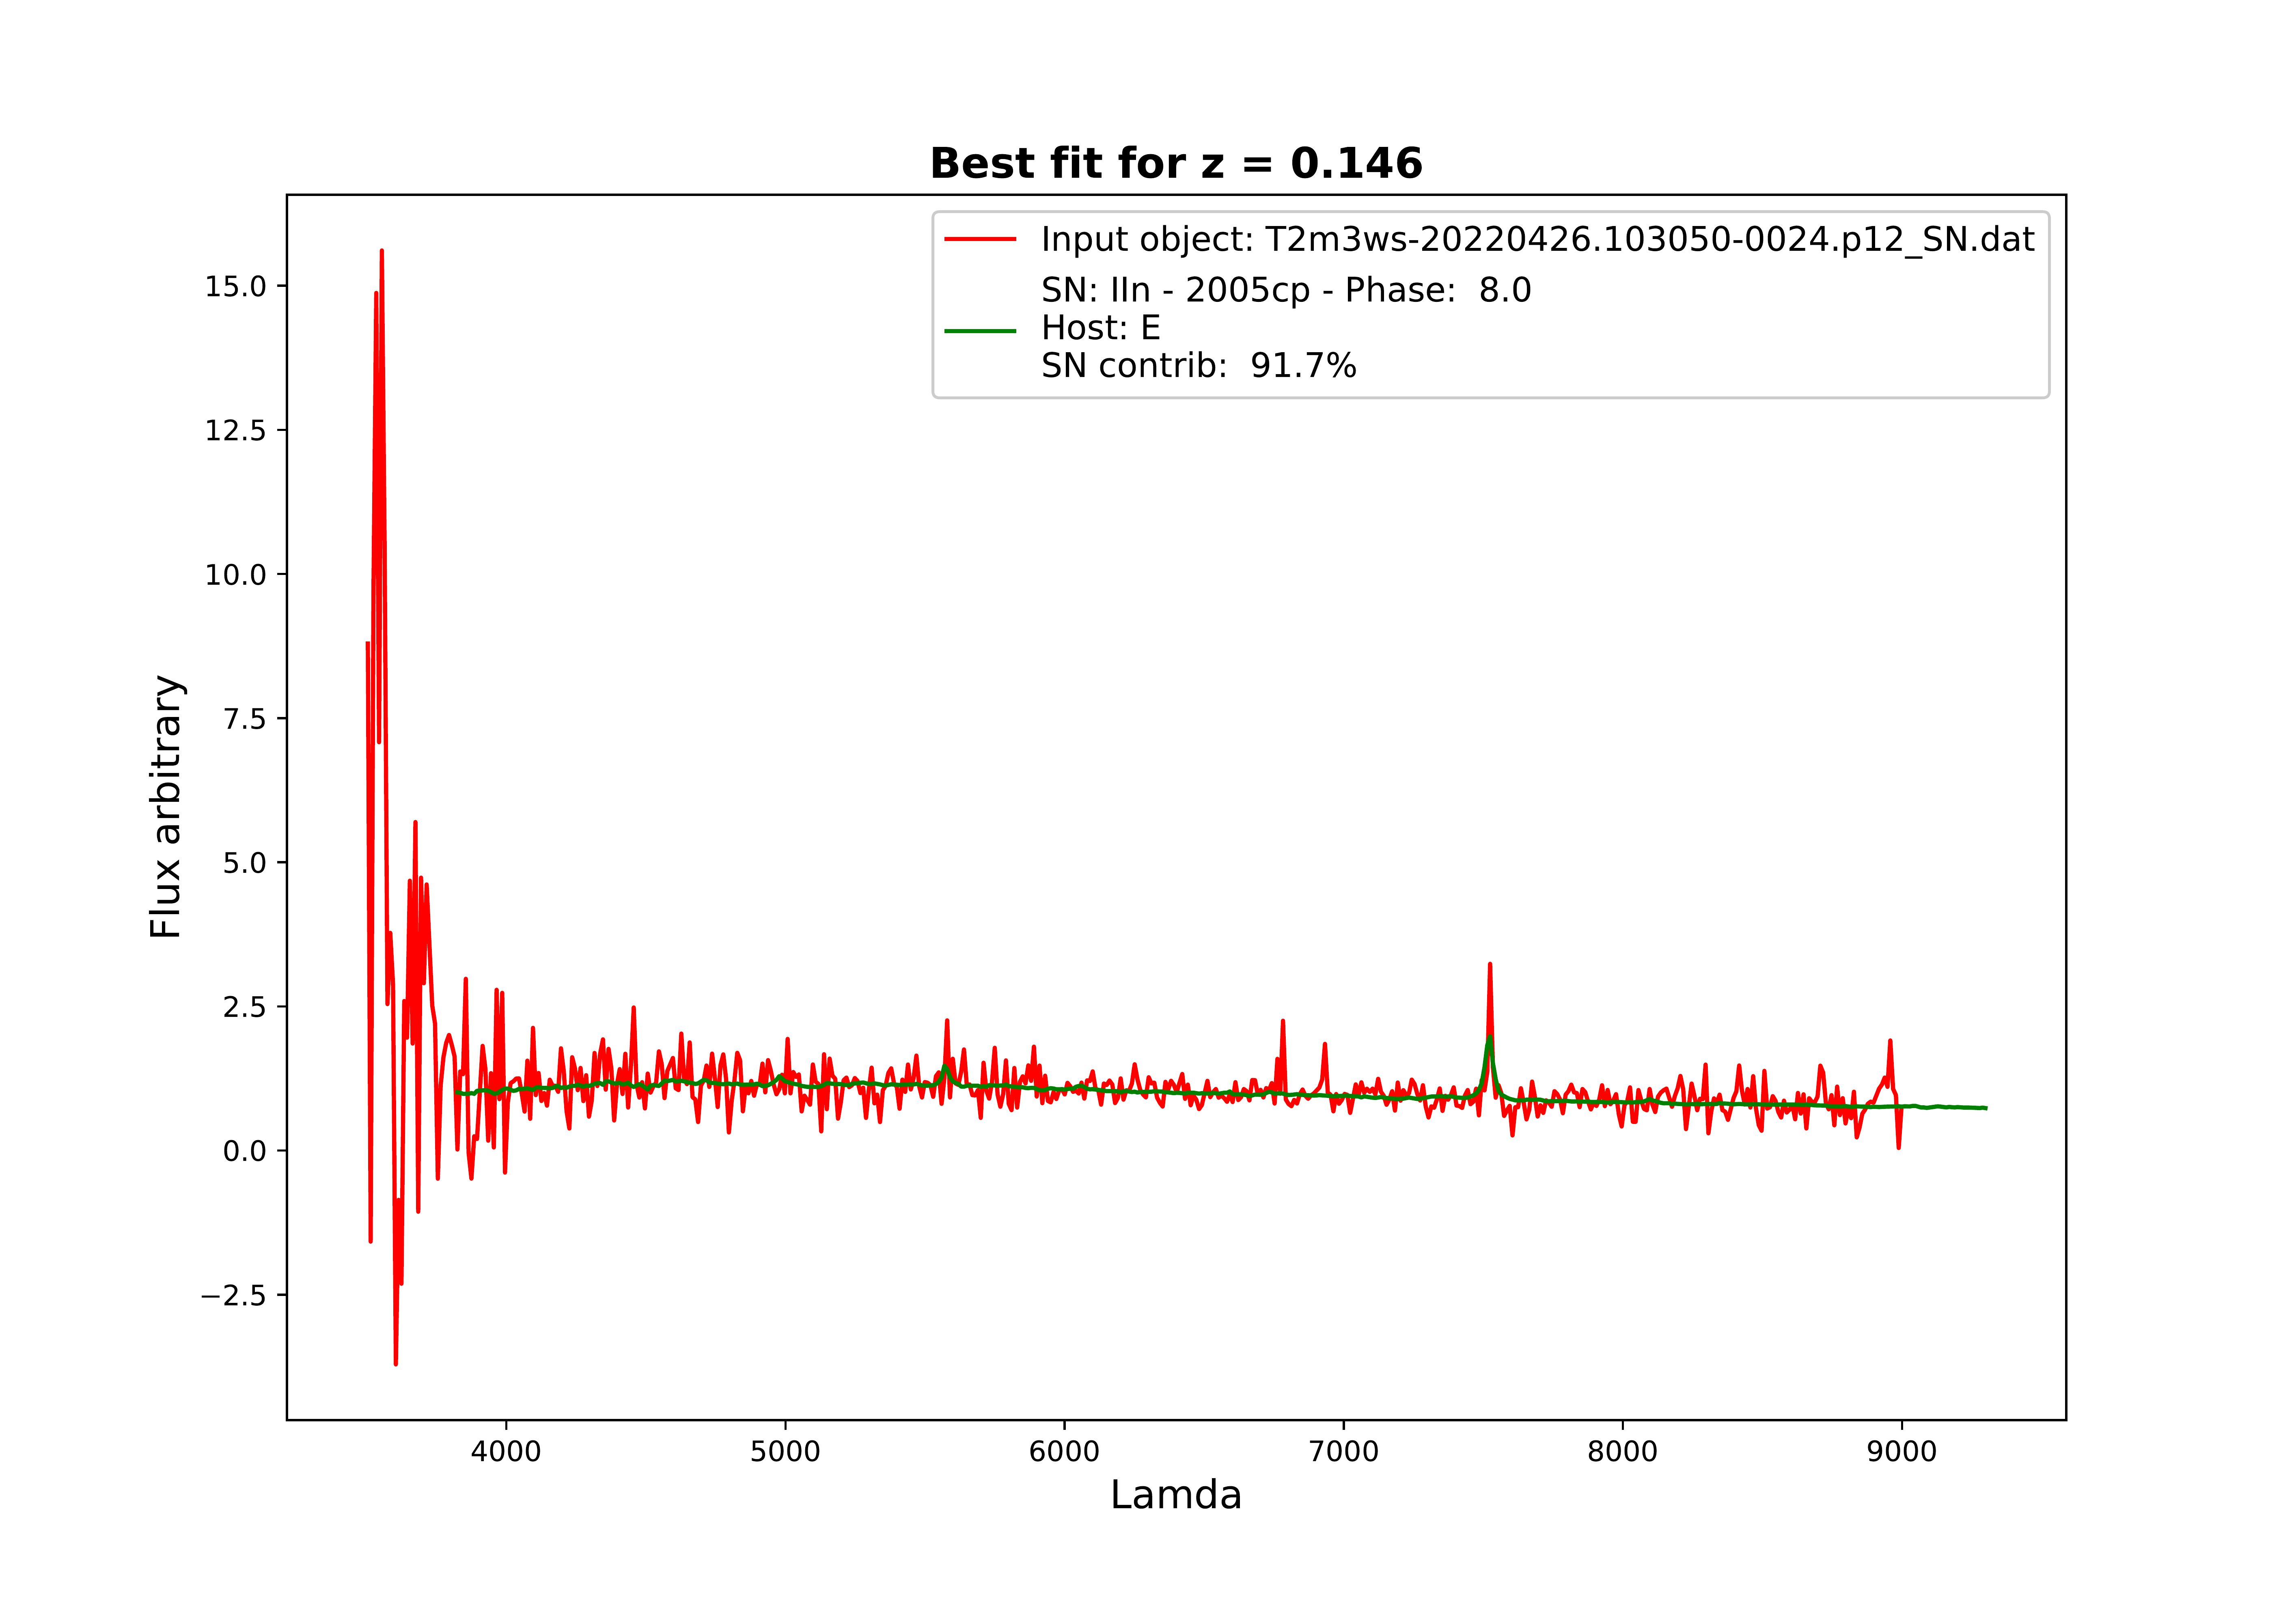 Best fit for z = 0.146
Input object: T2m3ws-20220426.103050-0024.p12_SN.dat
SN: IIn - 2005cp - Phase:  8.0
Host: E
SN contrib:  91.7%
15.0
12.5
10.0
7.5
5.0
2.5
0.0
−2.5
Flux arbitrary
4000 5000 6000 7000 8000 9000
Lamda